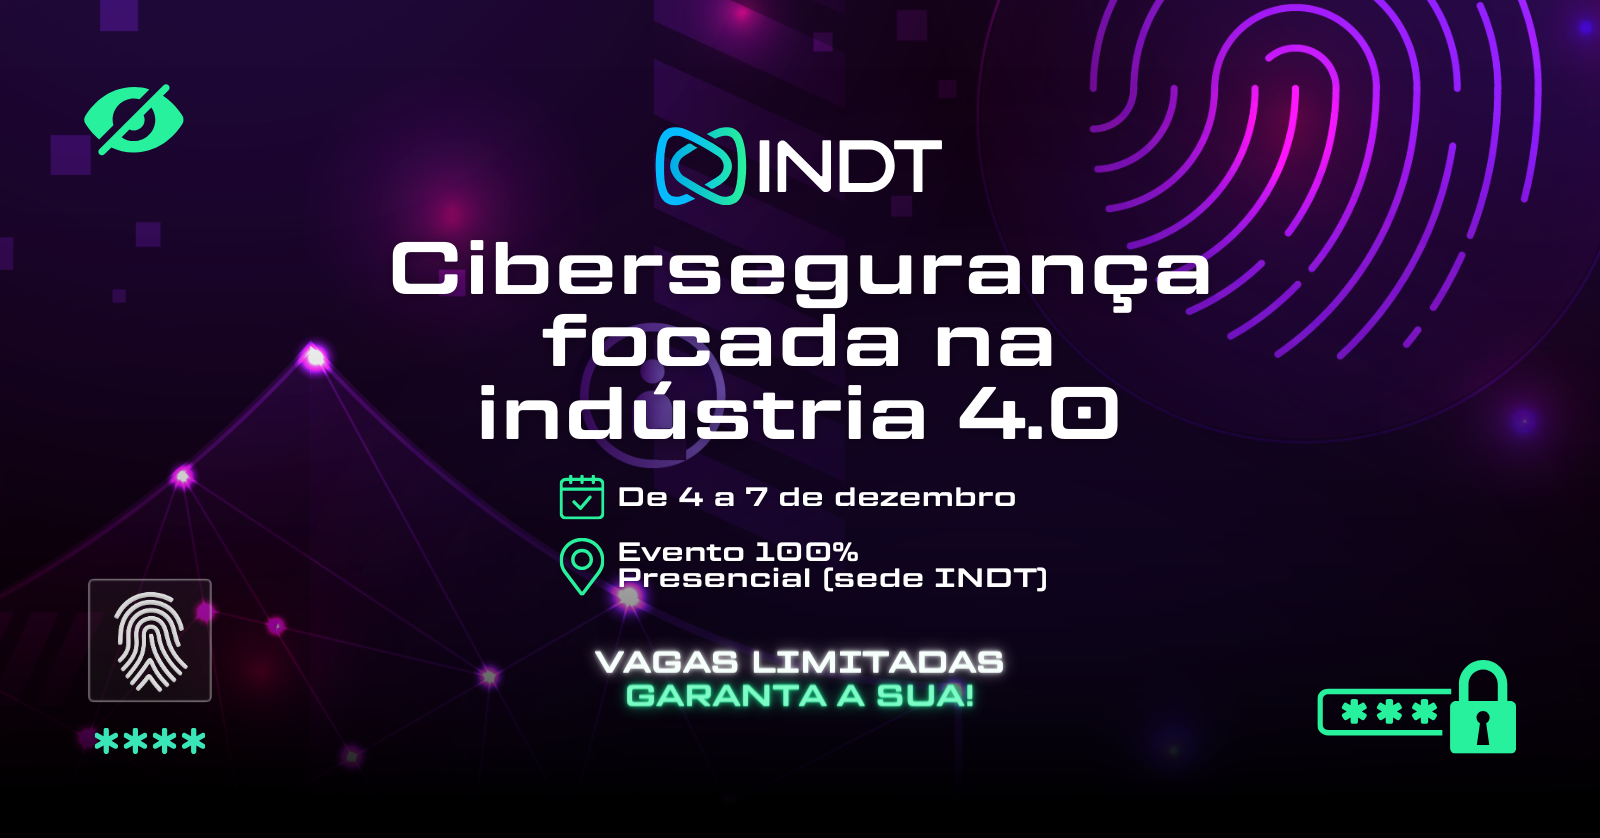 INDT
Cibersegurança
focada na
indústria 4.0
De 4 a 7 de dezembro
Evento 100%
Presencial (sede INDT)
VAGAS LIMITADAS
GARANTA A SUA!
****
***